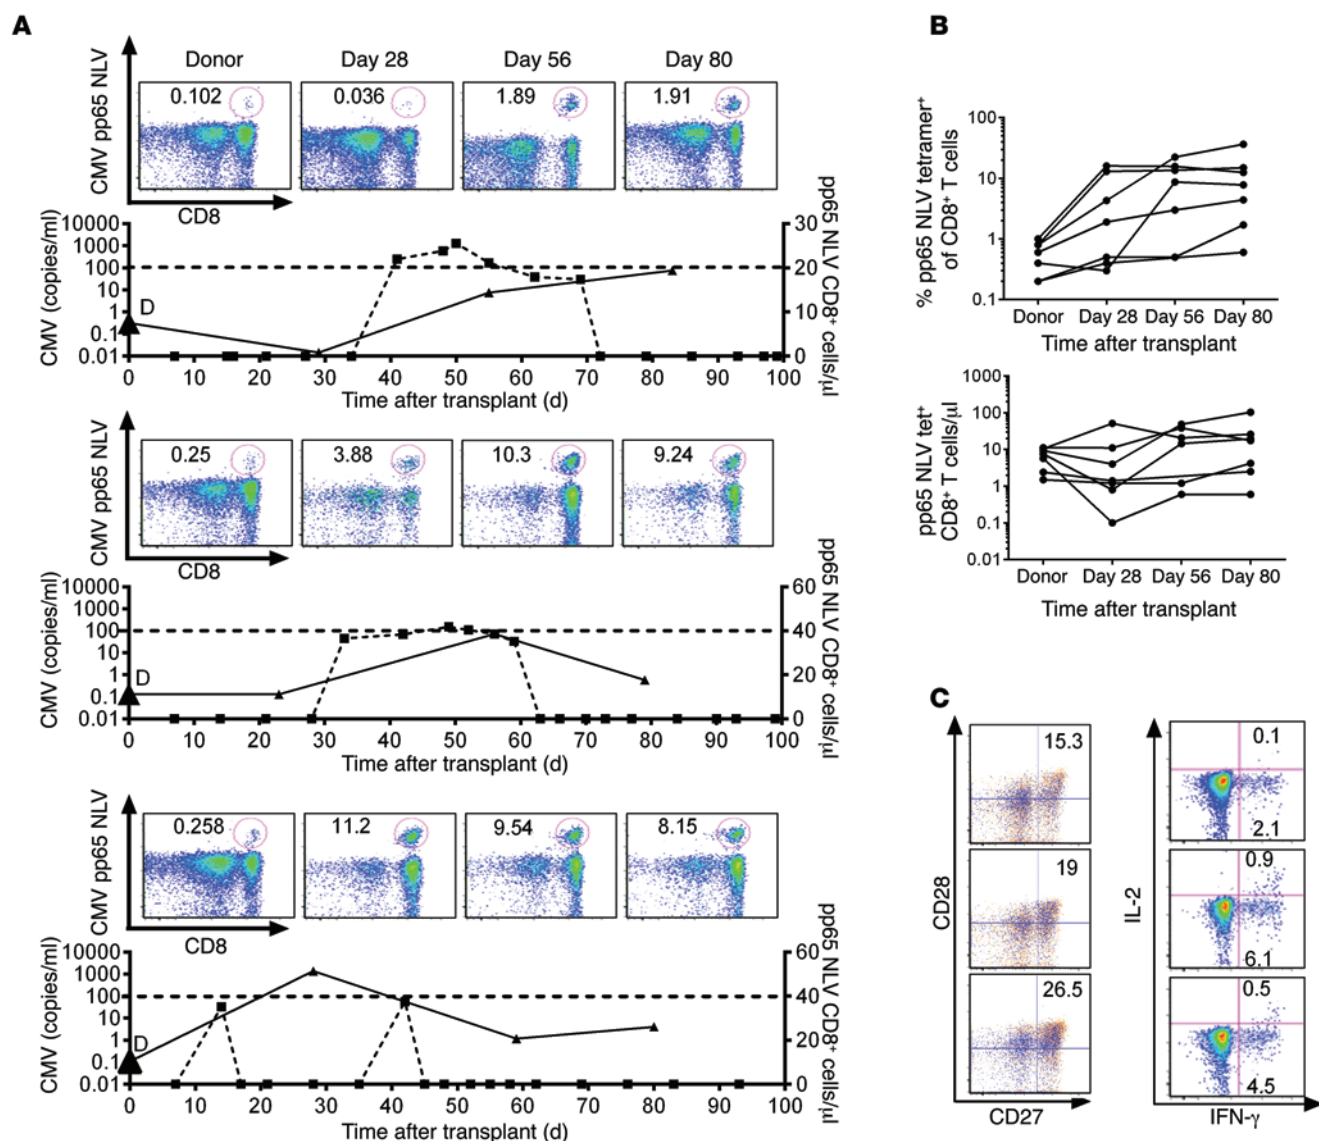 A
Donor Day 28 Day 56 Day 80
CMV pp65 NLV
0.102 0.036 1.89 1.91
CD8
CMV (copies/ml)
10000
1000
100
10
1
0.1
0.01
D
30
20
10
0
pp65 NLV CD8⁺ cells/µl
0 10 20 30 40 50 60 70 80 90 100
Time after transplant (d)
CMV pp65 NLV
0.25 3.88 10.3 9.24
CD8
CMV (copies/ml)
10000
1000
100
10
1
0.1
0.01
D
60
40
20
0
pp65 NLV CD8⁺ cells/µl
0 10 20 30 40 50 60 70 80 90 100
Time after transplant (d)
CMV pp65 NLV
0.258 11.2 9.54 8.15
CD8
CMV (copies/ml)
10000
1000
100
10
1
0.1
0.01
D
60
40
20
0
pp65 NLV CD8⁺ cells/µl
0 10 20 30 40 50 60 70 80 90 100
Time after transplant (d)
B
% pp65 NLV tetramer⁺
of CD8⁺ T cells
100
10
1
0.1
Donor Day 28 Day 56 Day 80
Time after transplant
pp65 NLV tet⁺
CD8⁺ T cells/µl
1000
100
10
1
0.1
0.01
Donor Day 28 Day 56 Day 80
Time after transplant
C
CD28
15.3
19
26.5
CD27
IL-2
0.1
2.1
0.9
6.1
0.5
4.5
IFN-γ